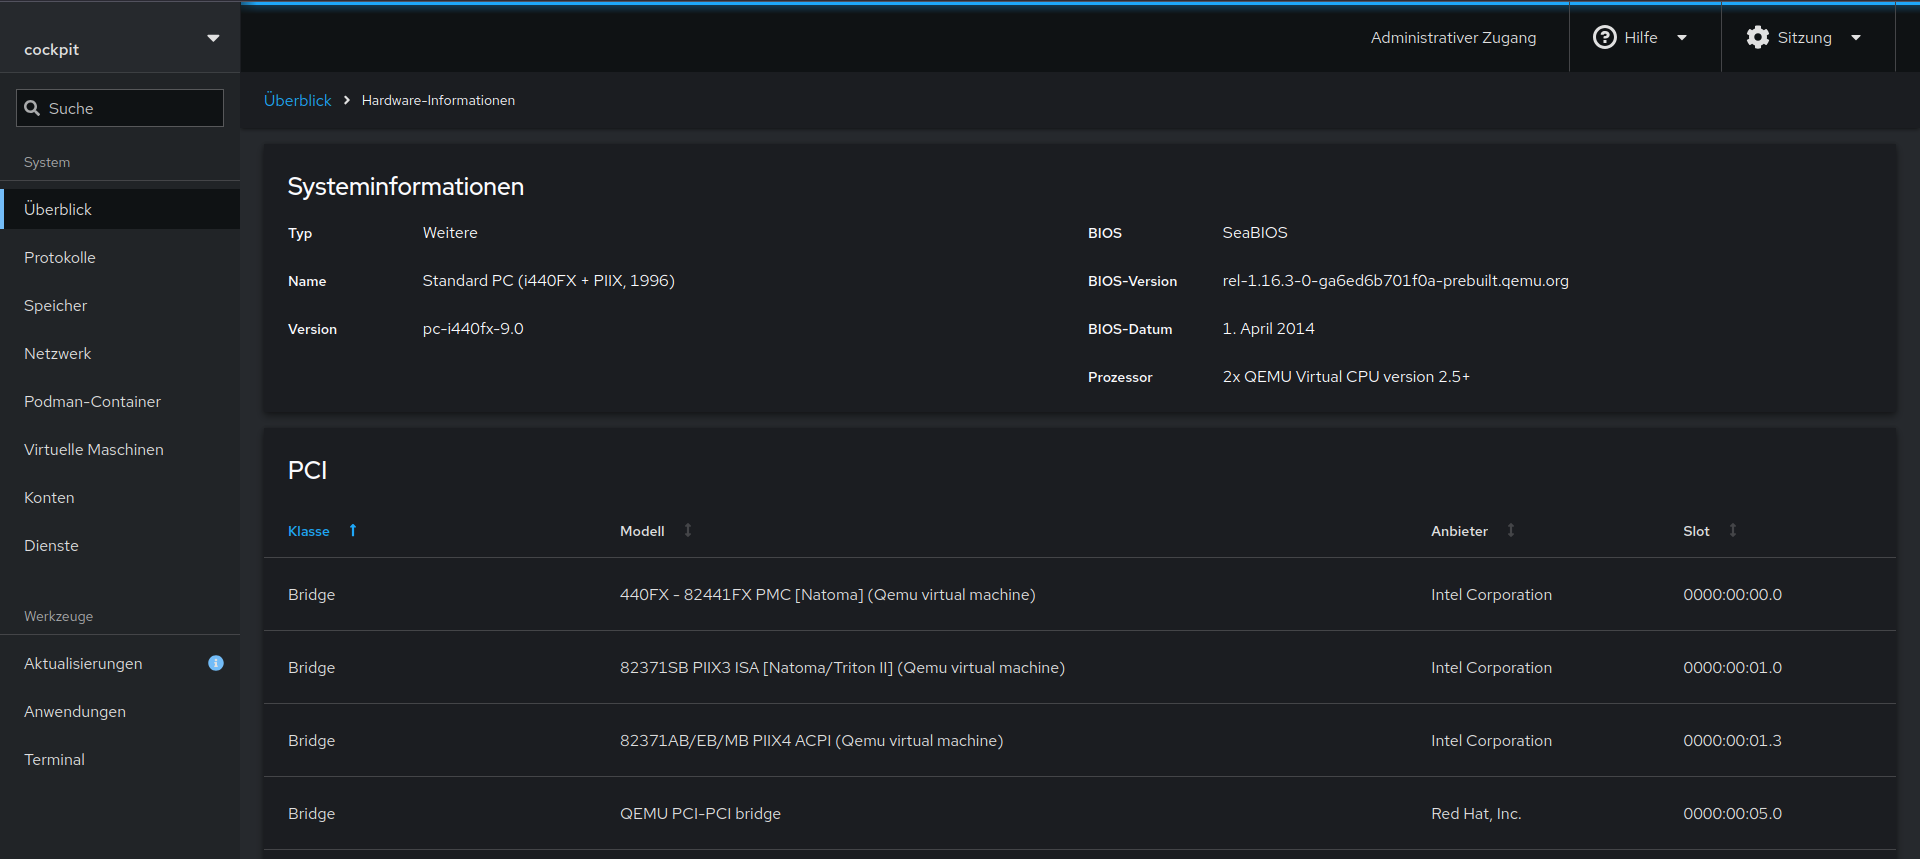 cockpit
Administrativer Zugang
Hilfe
Sitzung
Suche
Überblick
Hardware-Informationen
System
Überblick
Protokolle
Speicher
Netzwerk
Podman-Container
Virtuelle Maschinen
Konten
Dienste
Werkzeuge
Aktualisierungen
Anwendungen
Terminal
Systeminformationen
Typ Weitere
Name Standard PC (i440FX + PIIX, 1996)
Version pc-i440fx-9.0
BIOS SeaBIOS
BIOS-Version rel-1.16.3-0-ga6ed6b701f0a-prebuilt.qemu.org
BIOS-Datum 1. April 2014
Prozessor 2x QEMU Virtual CPU version 2.5+
PCI
Klasse Modell Anbieter Slot
Bridge 440FX - 82441FX PMC [Natoma] (Qemu virtual machine) Intel Corporation 0000:00:00.0
Bridge 82371SB PIIX3 ISA [Natoma/Triton II] (Qemu virtual machine) Intel Corporation 0000:00:01.0
Bridge 82371AB/EB/MB PIIX4 ACPI (Qemu virtual machine) Intel Corporation 0000:00:01.3
Bridge QEMU PCI-PCI bridge Red Hat, Inc. 0000:00:05.0